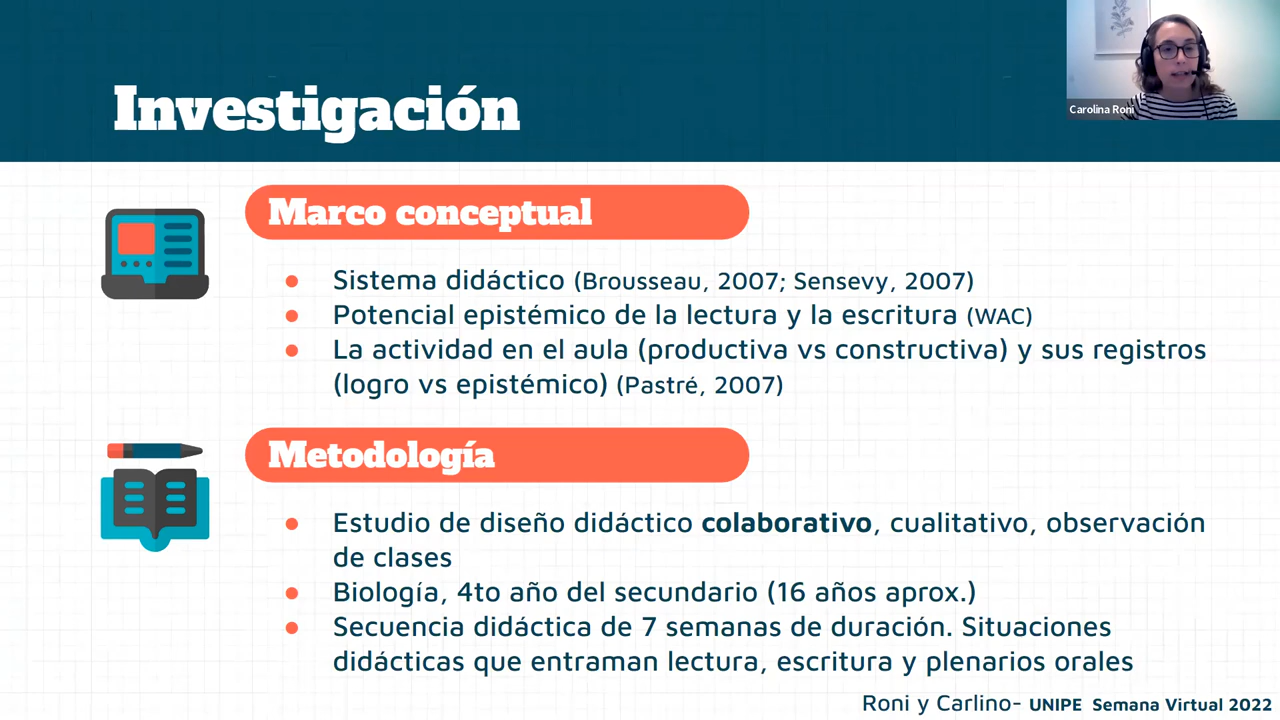 Investigación
Carolina Roni
Marco conceptual
● Sistema didáctico (Brousseau, 2007; Sensevy, 2007)
● Potencial epistémico de la lectura y la escritura (WAC)
● La actividad en el aula (productiva vs constructiva) y sus registros
(logro vs epistémico) (Pastré, 2007)
Metodología
● Estudio de diseño didáctico colaborativo, cualitativo, observación
de clases
● Biología, 4to año del secundario (16 años aprox.)
● Secuencia didáctica de 7 semanas de duración. Situaciones
didácticas que entraman lectura, escritura y plenarios orales
Roni y Carlino- UNIPE Semana Virtual 2022